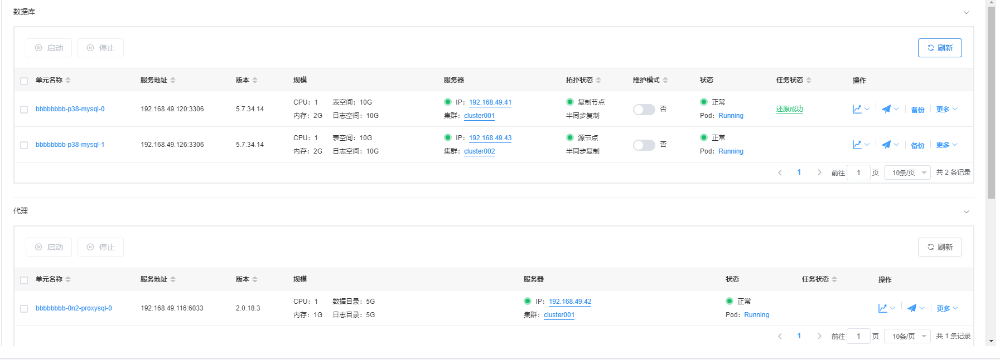 数据库
启动 停止 刷新
单元名称 服务地址 版本 规模 服务器 拓扑状态 维护模式 状态 任务状态 操作
bbbbbbbb-p38-mysql-0 192.168.49.120:3306 5.7.34.14 CPU: 1 表空间: 10G IP: 192.168.49.41 复制节点 否 正常 还原成功 备份 更多
内存: 2G 日志空间: 10G 集群: cluster001 半同步复制 Pod: Running
bbbbbbbb-p38-mysql-1 192.168.49.126:3306 5.7.34.14 CPU: 1 表空间: 10G IP: 192.168.49.43 源节点 否 正常 备份 更多
内存: 2G 日志空间: 10G 集群: cluster002 半同步复制 Pod: Running
1 前往 1 页 10条/页 共 2 条记录
代理
启动 停止 刷新
单元名称 服务地址 版本 规模 服务器 状态 任务状态 操作
bbbbbbbb-0n2-proxysql-0 192.168.49.116:6033 2.0.18.3 CPU: 1 数据目录: 5G IP: 192.168.49.42 正常 更多
内存: 1G 日志目录: 5G 集群: cluster001 Pod: Running
1 前往 1 页 10条/页 共 1 条记录